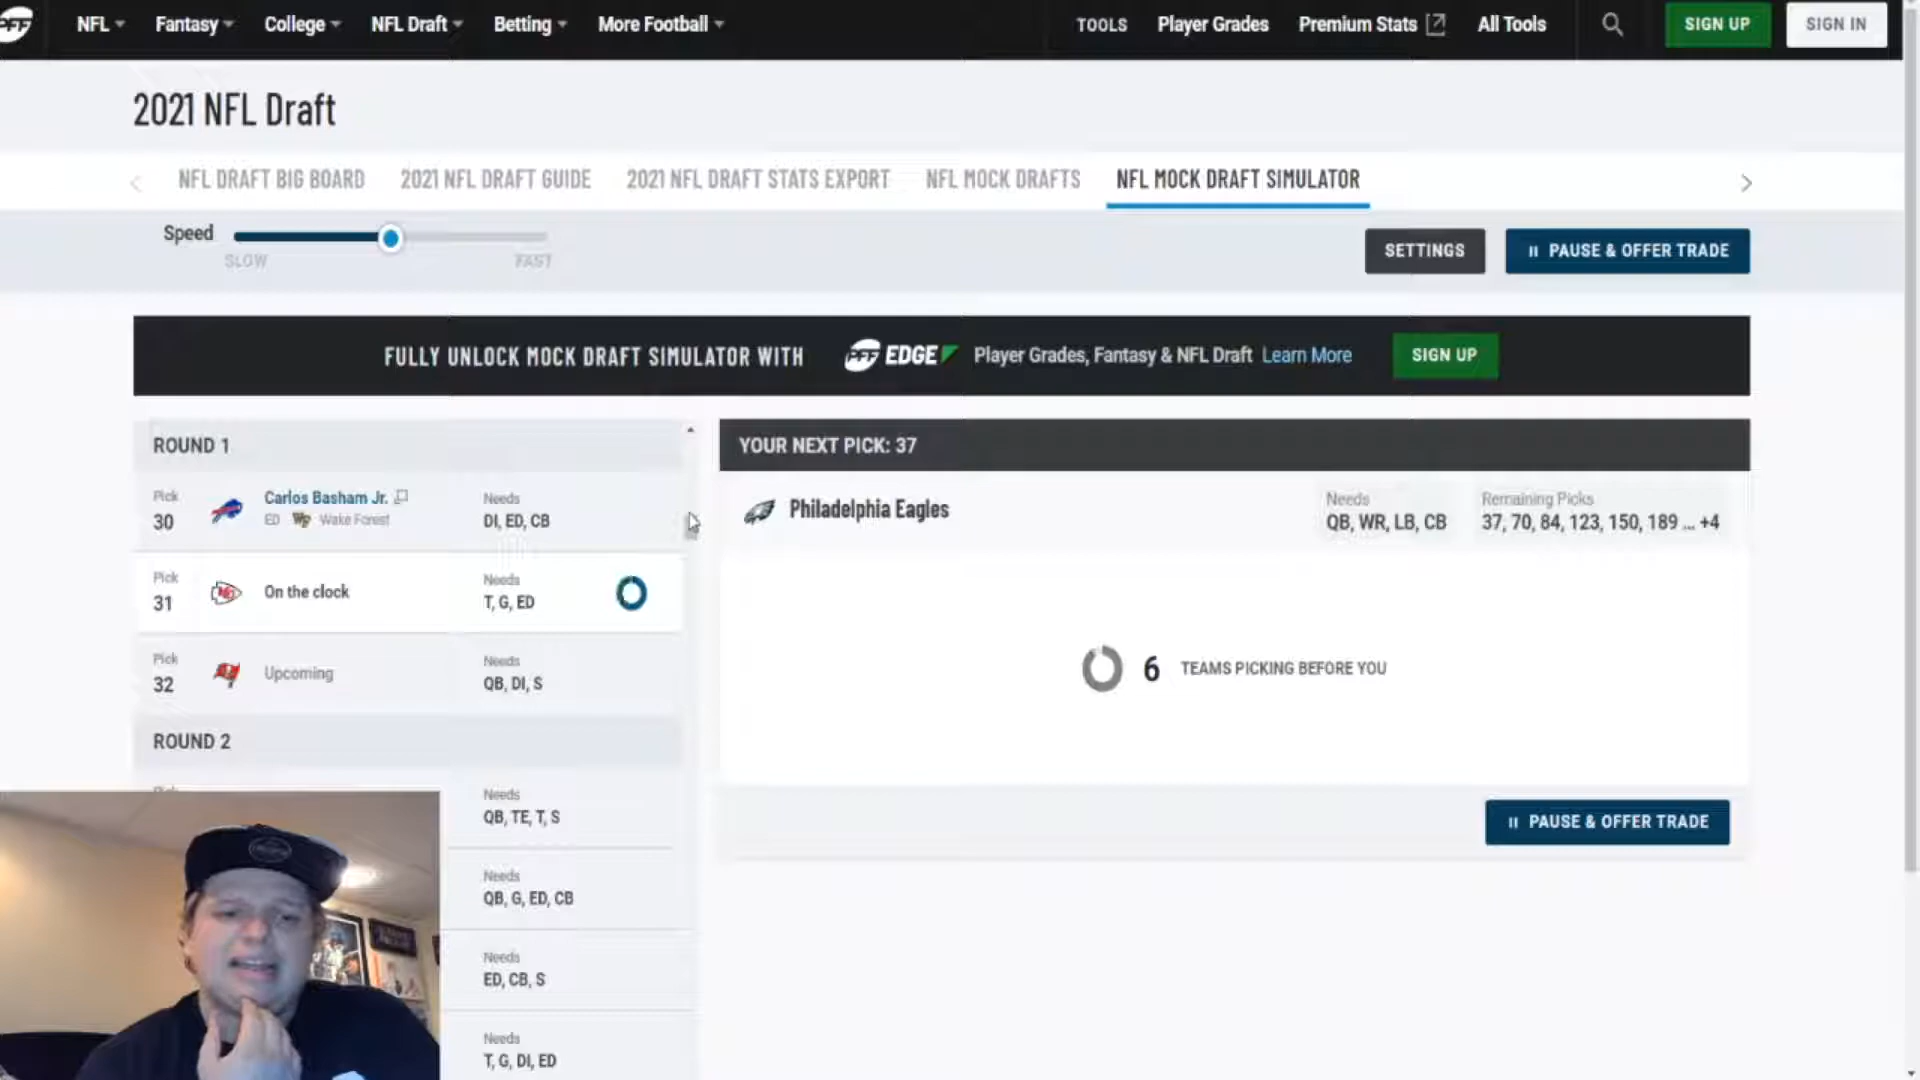 PFF NFL Fantasy College NFL Draft Betting More Football TOOLS Player Grades Premium Stats All Tools SIGN UP SIGN IN
2021 NFL Draft
NFL DRAFT BIG BOARD 2021 NFL DRAFT GUIDE 2021 NFL DRAFT STATS EXPORT NFL MOCK DRAFTS NFL MOCK DRAFT SIMULATOR
Speed
SLOW FAST
SETTINGS PAUSE & OFFER TRADE
FULLY UNLOCK MOCK DRAFT SIMULATOR WITH PFF EDGE Player Grades, Fantasy & NFL Draft Learn More SIGN UP
ROUND 1
Pick
30
Carlos Basham Jr.
ED WF Wake Forest
Needs
DI, ED, CB
Pick
31
On the clock
Needs
T, G, ED
Pick
32
Upcoming
Needs
QB, DI, S
ROUND 2
Needs
QB, TE, T, S
Needs
QB, G, ED, CB
Needs
ED, CB, S
Needs
T, G, DI, ED
YOUR NEXT PICK: 37
Philadelphia Eagles
Needs
QB, WR, LB, CB
Remaining Picks
37, 70, 84, 123, 150, 189 ... +4
6 TEAMS PICKING BEFORE YOU
PAUSE & OFFER TRADE